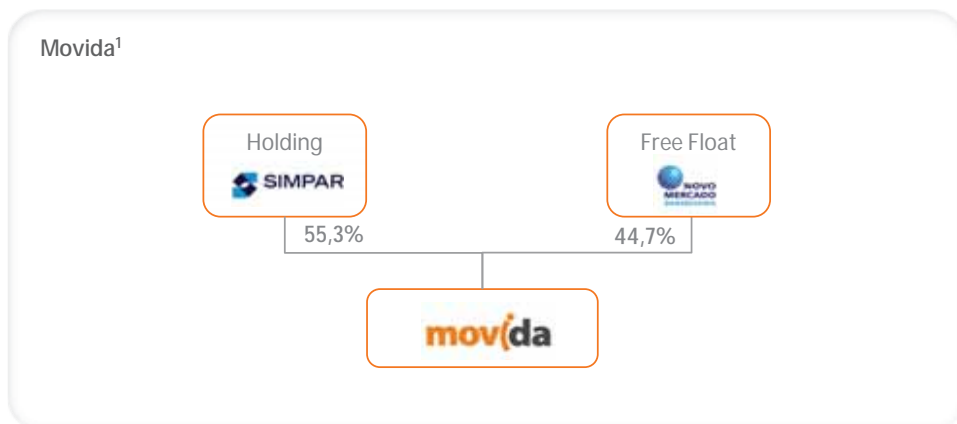 Movida¹
Holding
SIMPAR
Free Float
NOVO
MERCADO
55,3%
44,7%
movida